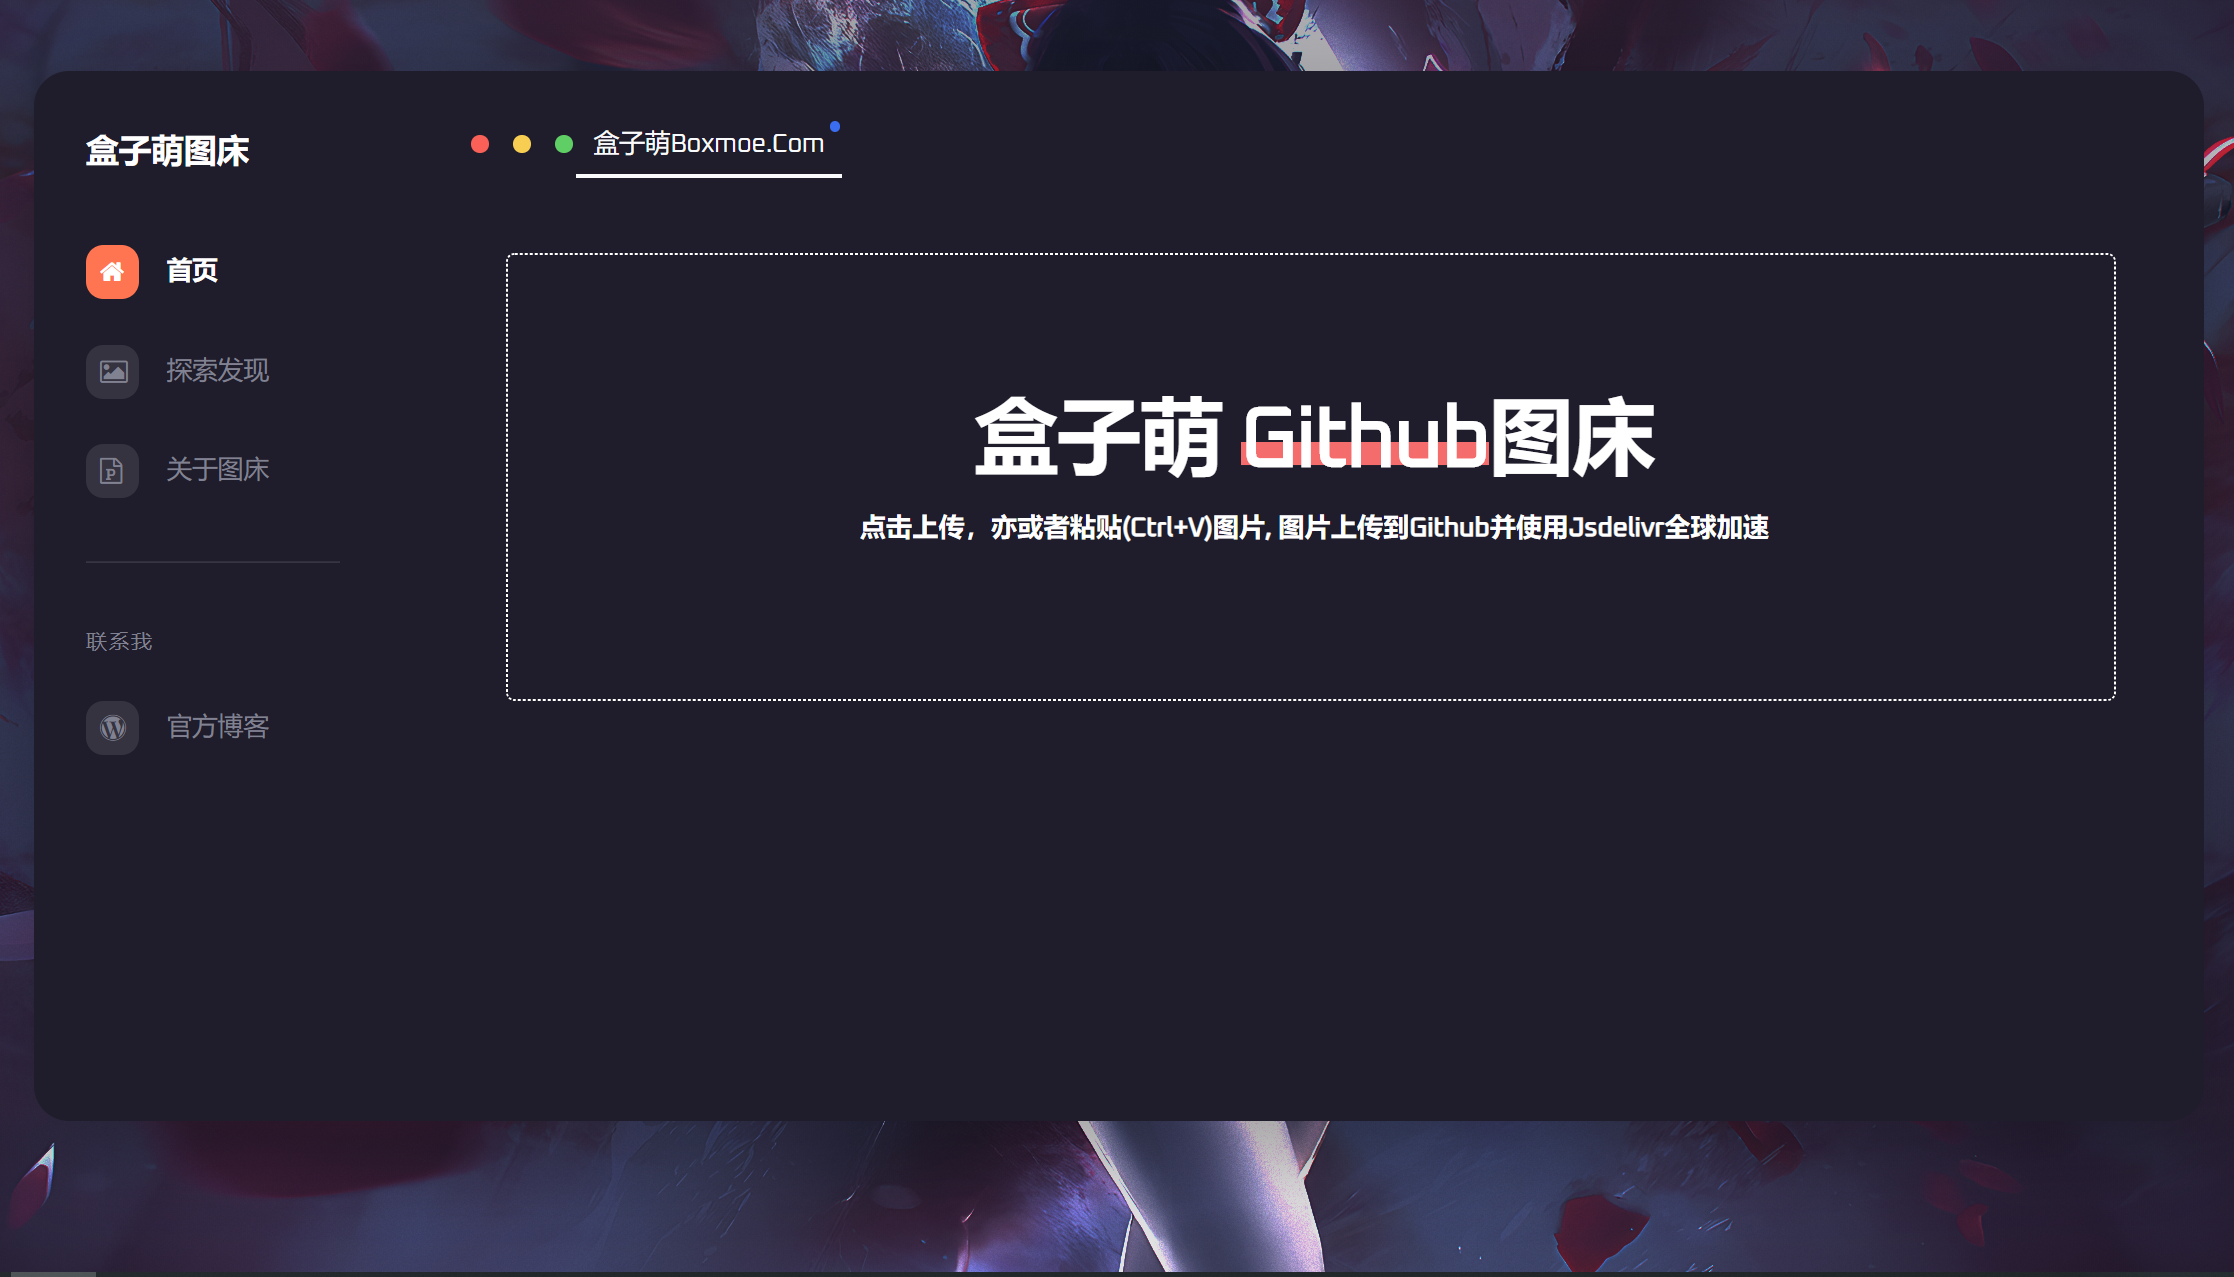 盒子萌图床
首页
探索发现
关于图床
联系我
官方博客
盒子萌Boxmoe.Com
盒子萌 Github图床
点击上传，亦或者粘贴(Ctrl+V)图片, 图片上传到Github并使用Jsdelivr全球加速